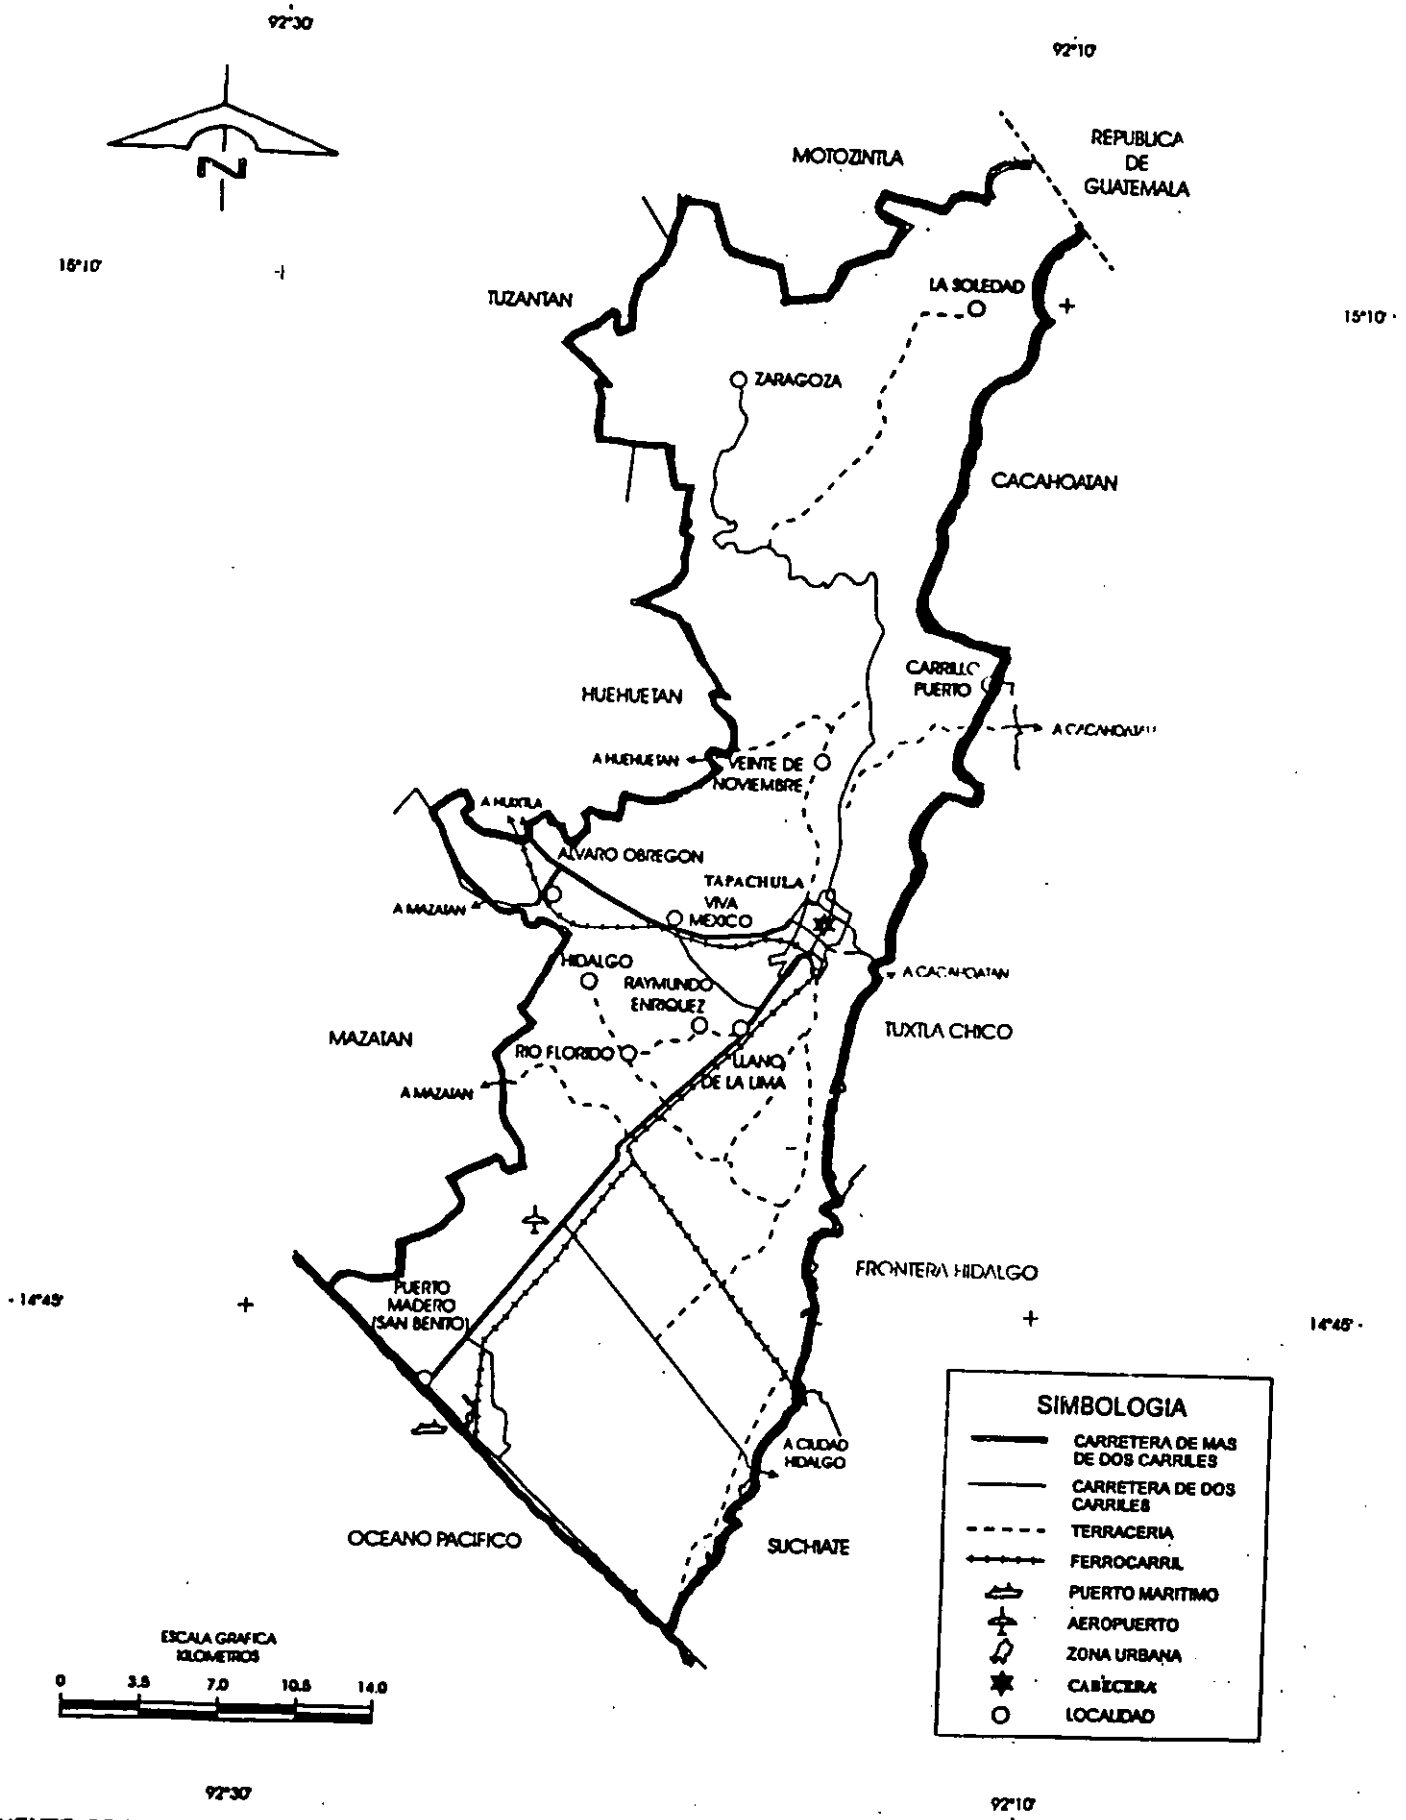 92°30'
92°10'
N
MOTOZINTLA
REPUBLICA
DE
GUATEMALA
15°10'
TUZANTAN
LA SOLEDAD
15°10'
ZARAGOZA
CACAHOATAN
CARRILLO
PUERTO
HUEHUETAN
A CACAHOATAN
A HUEHUETAN
VEINTE DE
NOVIEMBRE
A HUIXTLA
ALVARO OBREGON
TAPACHULA
VIVA
MEXICO
A MAZATAN
HIDALGO
RAYMUNDO
ENRIQUEZ
A CACAHOATAN
TUXTLA CHICO
MAZATAN
RIO FLORIDO
LLANO
DE LA LIMA
A MAZATAN
FRONTERA HIDALGO
PUERTO
MADERO
(SAN BENITO)
14°45'
14°45'
A CIUDAD
HIDALGO
OCEANO PACIFICO
SUCHIATE
SIMBOLOGIA
CARRETERA DE MAS
DE DOS CARRILES
CARRETERA DE DOS
CARRILES
TERRACERIA
FERROCARRIL
PUERTO MARITIMO
AEROPUERTO
ZONA URBANA
CABECERA
LOCALIDAD
ESCALA GRAFICA
KILOMETROS
0 3.5 7.0 10.5 14.0
92°30'
92°10'